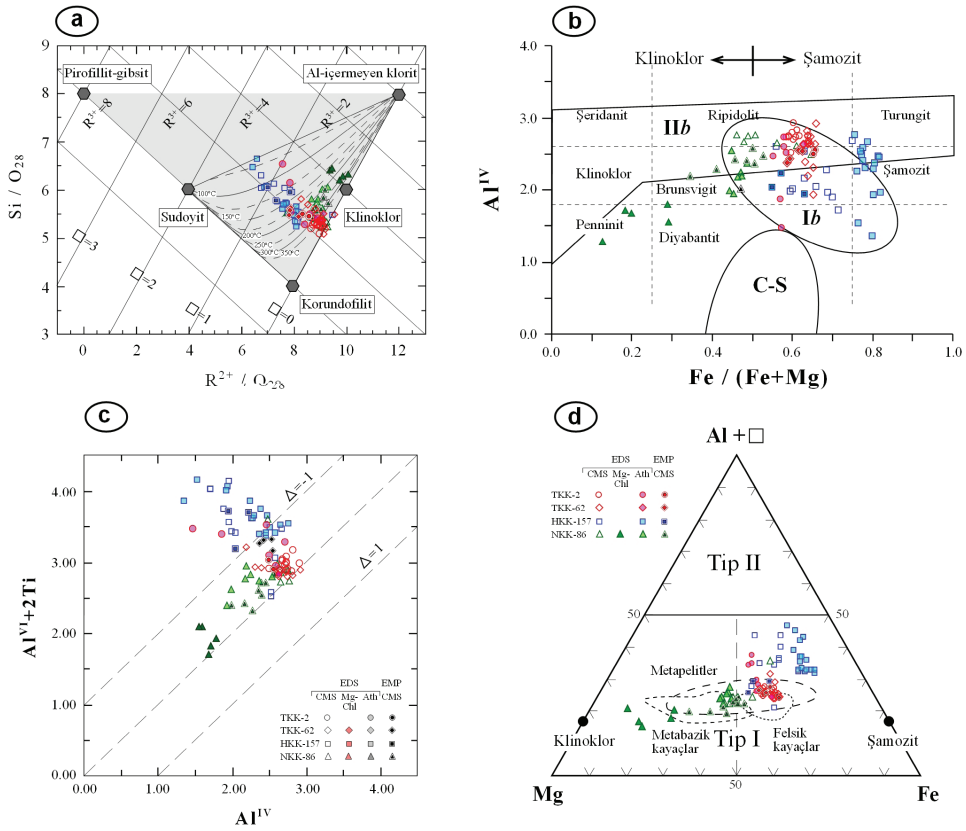 a
9
8
7
6
5
4
3
Si / O₂₈
Pirofillit-gibsit
Al-içermeyen klorit
R³⁺=8
R³⁺=6
R³⁺=4
R³⁺=2
Sudoyit
Klinoklor
Korundofilit
100°C
150°C
200°C
250°C
300°C
350°C
□=3
□=2
□=1
□=0
0
2
4
6
8
10
12
R²⁺ / O₂₈
b
Klinoklor
Şamozit
4.0
3.0
2.0
1.0
0.0
Al^IV
Şeridanit
IIb
Ripidolit
Turungit
Klinoklor
Brunsvigit
Şamozit
Penninit
Diyabantit
Ib
C-S
0.0
0.2
0.4
0.6
0.8
1.0
Fe / (Fe+Mg)
c
4.00
3.00
2.00
1.00
0.00
Al^VI+2Ti
Δ=-1
Δ=1
EDS EMP
CMS Mg-Chl Ath CMS
TKK-2
TKK-62
HKK-157
NKK-86
0.00
1.00
2.00
3.00
4.00
Al^IV
d
Al + □
EDS EMP
CMS Mg-Chl Ath CMS
TKK-2
TKK-62
HKK-157
NKK-86
Tip II
50
50
Metapelitler
Klinoklor
Metabazik kayaçlar
Tip I
Felsik kayaçlar
Şamozit
Mg
50
Fe